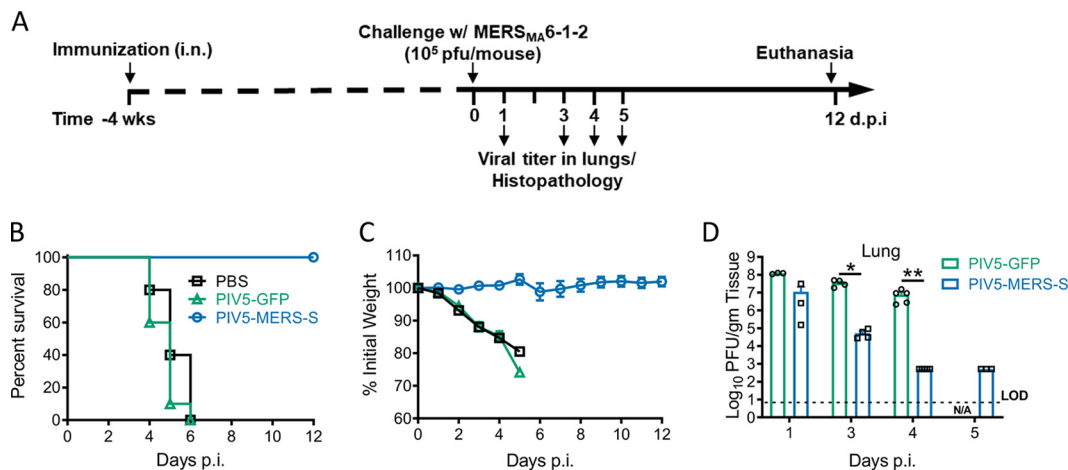 A
Immunization (i.n.)
Challenge w/ MERSMA6-1-2
(10⁵ pfu/mouse)
Euthanasia
Time -4 wks
0 1 3 4 5
12 d.p.i
Viral titer in lungs/
Histopathology
B
Percent survival
100
80
60
40
20
0
PBS
PIV5-GFP
PIV5-MERS-S
0 2 4 6 8 10 12
Days p.i.
C
% Initial Weight
110
100
90
80
70
60
0 2 4 6 8 10 12
Days p.i.
D
Lung
Log10 PFU/gm Tissue
9
8
7
6
5
4
3
2
1
0
*
**
PIV5-GFP
PIV5-MERS-S
LOD
N/A
1 3 4 5
Days p.i.